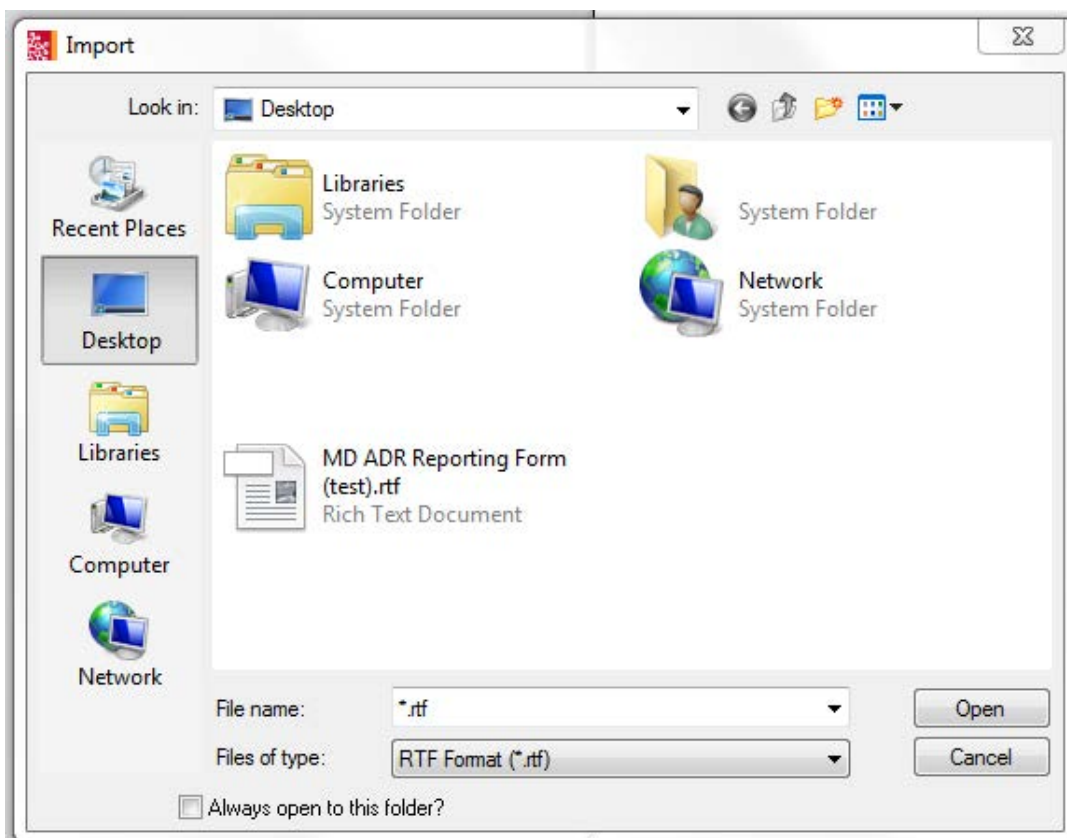 Import
Look in:
Desktop
Recent Places
Desktop
Libraries
Computer
Network
Libraries
System Folder
System Folder
Computer
System Folder
Network
System Folder
MD ADR Reporting Form
(test).rtf
Rich Text Document
File name:
*.rtf
Open
Files of type:
RTF Format (*.rtf)
Cancel
Always open to this folder?